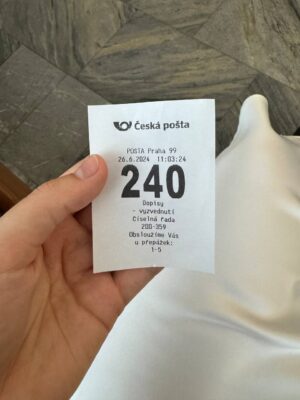 Česká pošta
POSTA Praha 99
26.6.2024 11:03:24
240
Dopisy
- vyzvednutí
Číselná řada
200-359
Obsloužíme Vás
u přepážek:
1-5